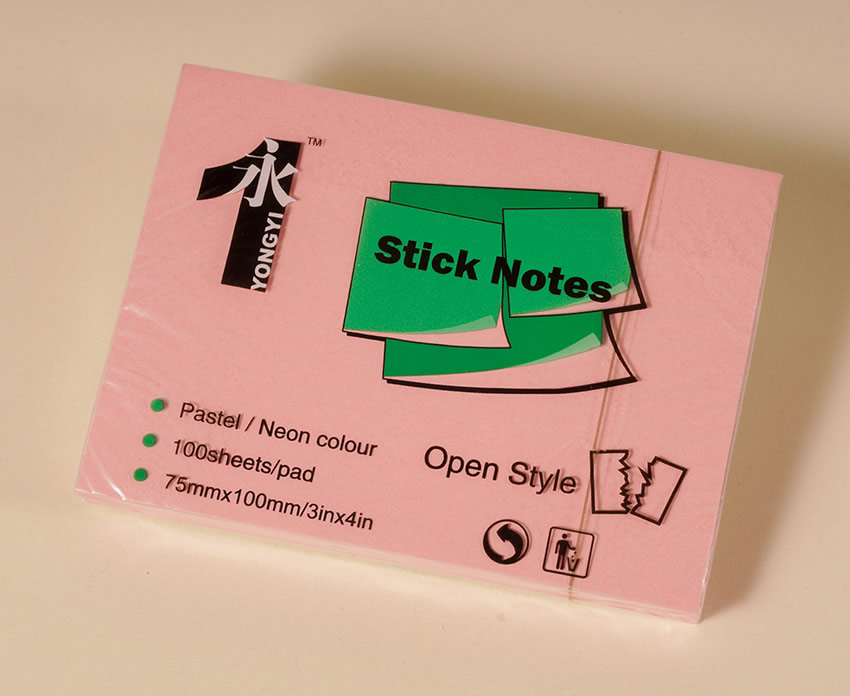 永
YONGYI
TM
Stick Notes
Pastel / Neon colour
100sheets/pad
75mmx100mm/3inx4in
Open Style